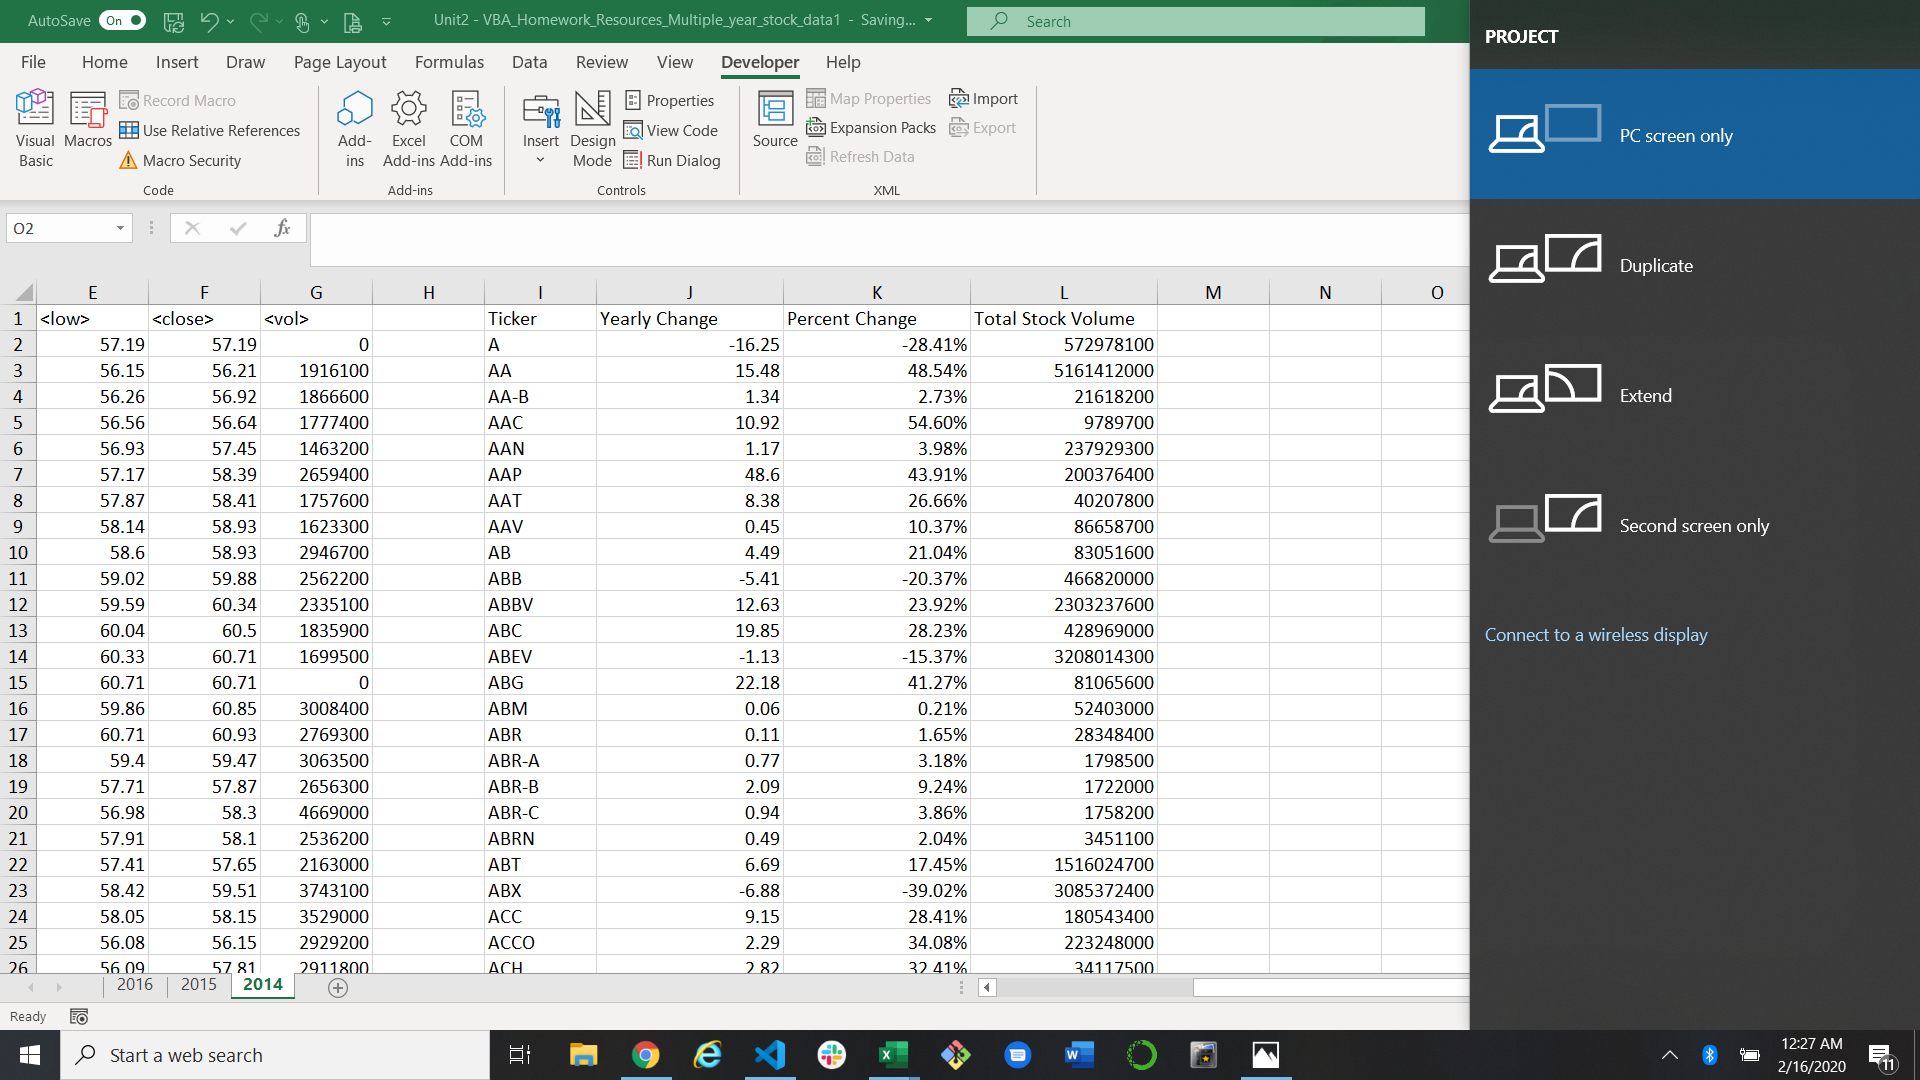 AutoSave On Unit2 - VBA_Homework_Resources_Multiple_year_stock_data1 - Saving... Search
File Home Insert Draw Page Layout Formulas Data Review View Developer Help
Visual Basic
Macros
Record Macro
Use Relative References
Macro Security
Code
Add-ins
Excel Add-ins
COM Add-ins
Add-ins
Insert
Design Mode
Properties
View Code
Run Dialog
Controls
Source
Map Properties
Expansion Packs
Refresh Data
Import
Export
XML
O2 fx
E F G H I J K L M N O
1 <low> <close> <vol> Ticker Yearly Change Percent Change Total Stock Volume
2 57.19 57.19 0 A -16.25 -28.41% 572978100
3 56.15 56.21 1916100 AA 15.48 48.54% 5161412000
4 56.26 56.92 1866600 AA-B 1.34 2.73% 21618200
5 56.56 56.64 1777400 AAC 10.92 54.60% 9789700
6 56.93 57.45 1463200 AAN 1.17 3.98% 237929300
7 57.17 58.39 2659400 AAP 48.6 43.91% 200376400
8 57.87 58.41 1757600 AAT 8.38 26.66% 40207800
9 58.14 58.93 1623300 AAV 0.45 10.37% 86658700
10 58.6 58.93 2946700 AB 4.49 21.04% 83051600
11 59.02 59.88 2562200 ABB -5.41 -20.37% 466820000
12 59.59 60.34 2335100 ABBV 12.63 23.92% 2303237600
13 60.04 60.5 1835900 ABC 19.85 28.23% 428969000
14 60.33 60.71 1699500 ABEV -1.13 -15.37% 3208014300
15 60.71 60.71 0 ABG 22.18 41.27% 81065600
16 59.86 60.85 3008400 ABM 0.06 0.21% 52403000
17 60.71 60.93 2769300 ABR 0.11 1.65% 28348400
18 59.4 59.47 3063500 ABR-A 0.77 3.18% 1798500
19 57.71 57.87 2656300 ABR-B 2.09 9.24% 1722000
20 56.98 58.3 4669000 ABR-C 0.94 3.86% 1758200
21 57.91 58.1 2536200 ABRN 0.49 2.04% 3451100
22 57.41 57.65 2163000 ABT 6.69 17.45% 1516024700
23 58.42 59.51 3743100 ABX -6.88 -39.02% 3085372400
24 58.05 58.15 3529000 ACC 9.15 28.41% 180543400
25 56.08 56.15 2929200 ACCO 2.29 34.08% 223248000
26 56.09 57.81 2911800 ACH 2.82 32.41% 34117500
2016 2015 2014
Ready
PROJECT
PC screen only
Duplicate
Extend
Second screen only
Connect to a wireless display
Start a web search
12:27 AM
2/16/2020
11